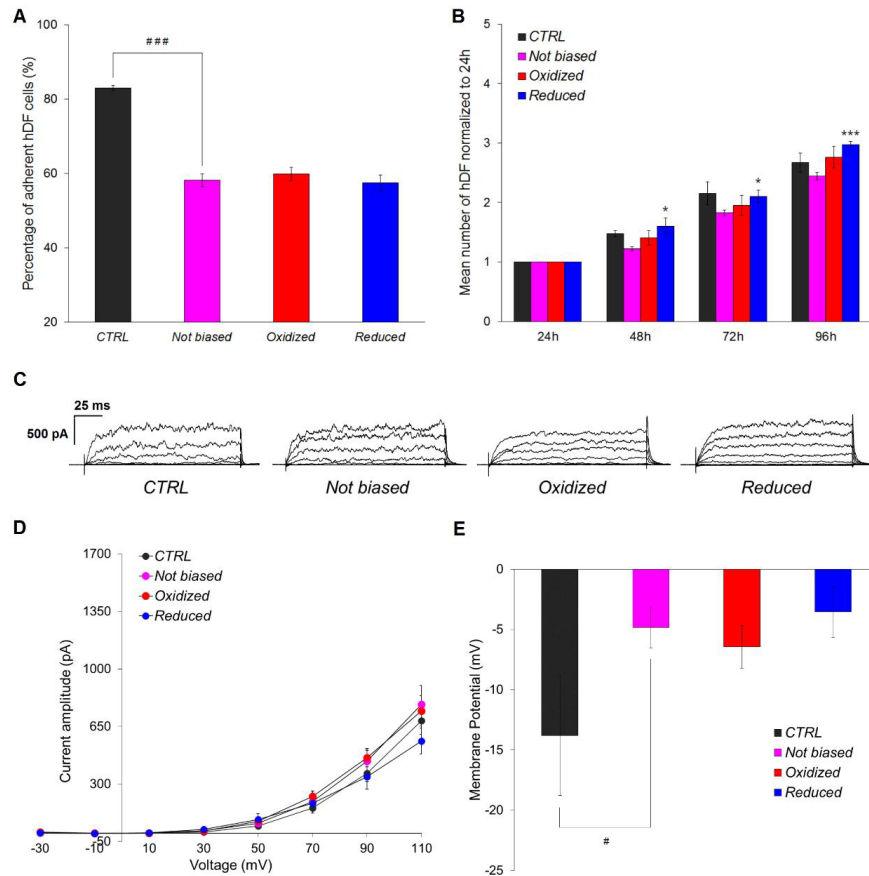 A
Percentage of adherent hDF cells (%)
100
80
60
40
20
###
CTRL
Not biased
Oxidized
Reduced
B
Mean number of hDF normalized to 24h
5
4
3
2
1
0
CTRL
Not biased
Oxidized
Reduced
*
*
***
24h
48h
72h
96h
C
25 ms
500 pA
CTRL
Not biased
Oxidized
Reduced
D
Current amplitude (pA)
1700
1350
1000
650
300
-50
CTRL
Not biased
Oxidized
Reduced
-30
-10
10
30
50
70
90
110
Voltage (mV)
E
Membrane Potential (mV)
0
-5
-10
-15
-20
-25
#
CTRL
Not biased
Oxidized
Reduced